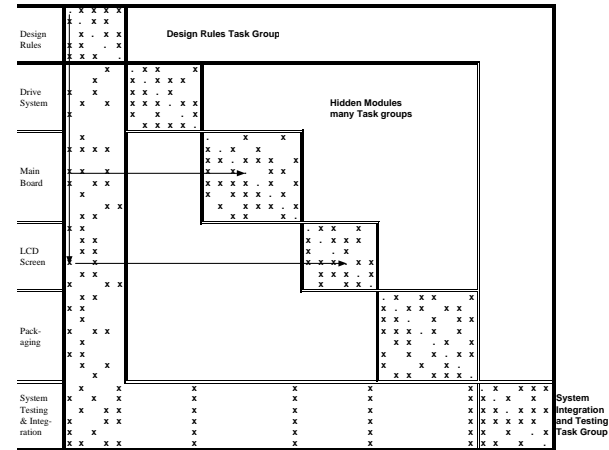 Design
Rules
Design Rules Task Group
Drive
System
Hidden Modules
many Task groups
Main
Board
LCD
Screen
Pack-
aging
System
Testing
& Integ-
ration
System
Integration
and Testing
Task Group